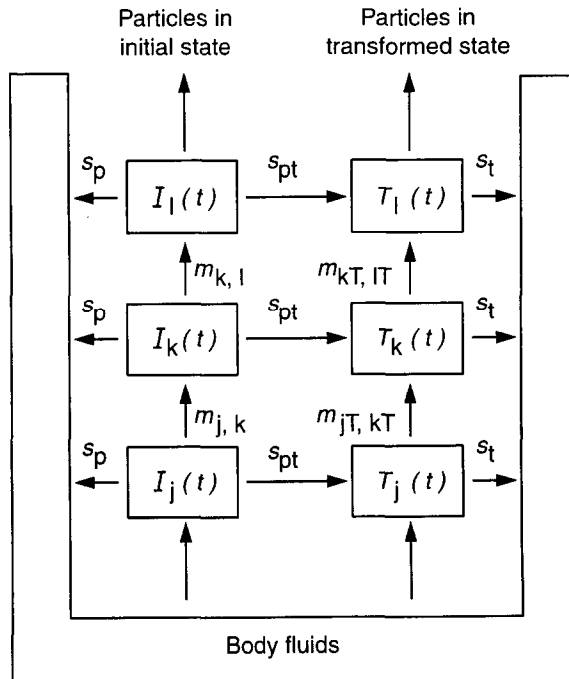 Particles in
initial state
Particles in
transformed state
s_p
I_l(t)
s_pt
T_l(t)
s_t
m_k, l
m_kT, lT
s_p
I_k(t)
s_pt
T_k(t)
s_t
m_j, k
m_jT, kT
s_p
I_j(t)
s_pt
T_j(t)
s_t
Body fluids